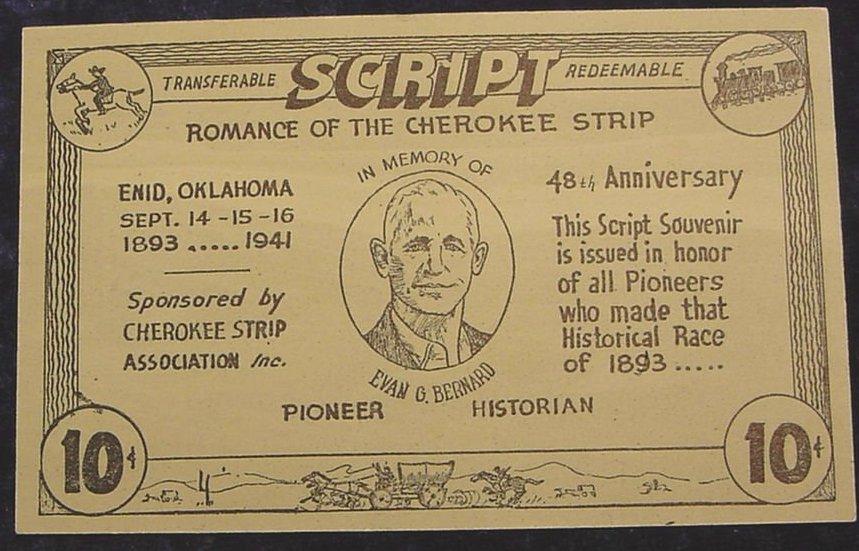 TRANSFERABLE SCRIPT REDEEMABLE
ROMANCE OF THE CHEROKEE STRIP
ENID, OKLAHOMA
SEPT. 14-15-16
1893 ..... 1941
Sponsored by
CHEROKEE STRIP
ASSOCIATION Inc.
IN MEMORY OF
EVAN G. BERNARD
PIONEER HISTORIAN
48th Anniversary
This Script Souvenir
is issued in honor
of all Pioneers
who made that
Historical Race
of 1893 .....
10¢
10¢